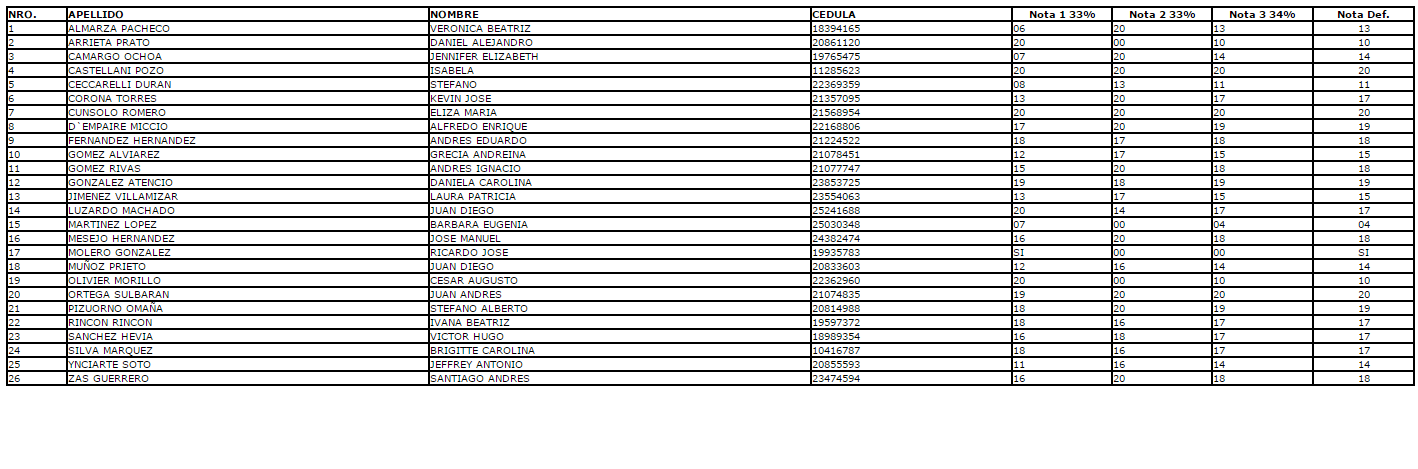 NRO. APELLIDO NOMBRE CEDULA Nota 1 33% Nota 2 33% Nota 3 34% Nota Def.
1 ALMARZA PACHECO VERONICA BEATRIZ 18394165 06 20 13 13
2 ARRIETA PRATO DANIEL ALEJANDRO 20861120 20 00 10 10
3 CAMARGO OCHOA JENNIFER ELIZABETH 19765475 07 20 14 14
4 CASTELLANI POZO ISABELA 11285623 20 20 20 20
5 CECCARELLI DURAN STEFANO 22369359 08 13 11 11
6 CORONA TORRES KEVIN JOSE 21357095 13 20 17 17
7 CUNSOLO ROMERO ELIZA MARIA 21568954 20 20 20 20
8 D`EMPAIRE MICCIO ALFREDO ENRIQUE 22168806 17 20 19 19
9 FERNANDEZ HERNANDEZ ANDRES EDUARDO 21224522 18 17 18 18
10 GOMEZ ALVIAREZ GRECIA ANDREINA 21078451 12 17 15 15
11 GOMEZ RIVAS ANDRES IGNACIO 21077747 15 20 18 18
12 GONZALEZ ATENCIO DANIELA CAROLINA 23853725 19 18 19 19
13 JIMENEZ VILLAMIZAR LAURA PATRICIA 23554063 13 17 15 15
14 LUZARDO MACHADO JUAN DIEGO 25241688 20 14 17 17
15 MARTINEZ LOPEZ BARBARA EUGENIA 25030348 07 00 04 04
16 MESEJO HERNANDEZ JOSE MANUEL 24382474 16 20 18 18
17 MOLERO GONZALEZ RICARDO JOSE 19935783 SI 00 00 SI
18 MUÑOZ PRIETO JUAN DIEGO 20833603 12 16 14 14
19 OLIVIER MORILLO CESAR AUGUSTO 22362960 20 00 10 10
20 ORTEGA SULBARAN JUAN ANDRES 21074835 19 20 20 20
21 PIZUORNO OMAÑA STEFANO ALBERTO 20814988 18 20 19 19
22 RINCON RINCON IVANA BEATRIZ 19597372 18 16 17 17
23 SANCHEZ HEVIA VICTOR HUGO 18989354 16 18 17 17
24 SILVA MARQUEZ BRIGITTE CAROLINA 10416787 18 16 17 17
25 YNCIARTE SOTO JEFFREY ANTONIO 20855593 11 16 14 14
26 ZAS GUERRERO SANTIAGO ANDRES 23474594 16 20 18 18